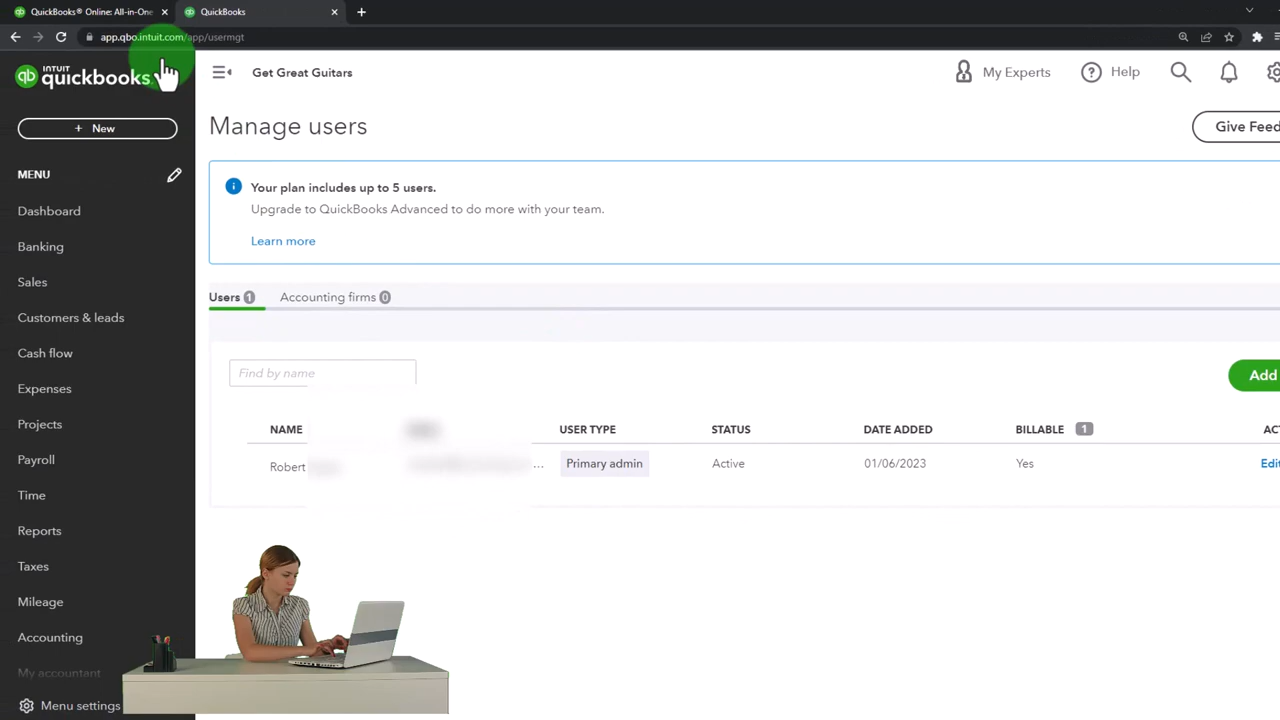 QuickBooks® Online: All-in-One
QuickBooks
app.qbo.intuit.com/app/usermgt
INTUIT
quickbooks
Get Great Guitars
My Experts
Help
+ New
Manage users
Give Feed
MENU
Your plan includes up to 5 users.
Upgrade to QuickBooks Advanced to do more with your team.
Learn more
Dashboard
Banking
Sales
Customers & leads
Cash flow
Expenses
Projects
Payroll
Time
Reports
Taxes
Mileage
Accounting
My accountant
Menu settings
Users 1
Accounting firms 0
Find by name
Add
NAME USER TYPE STATUS DATE ADDED BILLABLE 1 ACT
Robert ... Primary admin Active 01/06/2023 Yes Edit